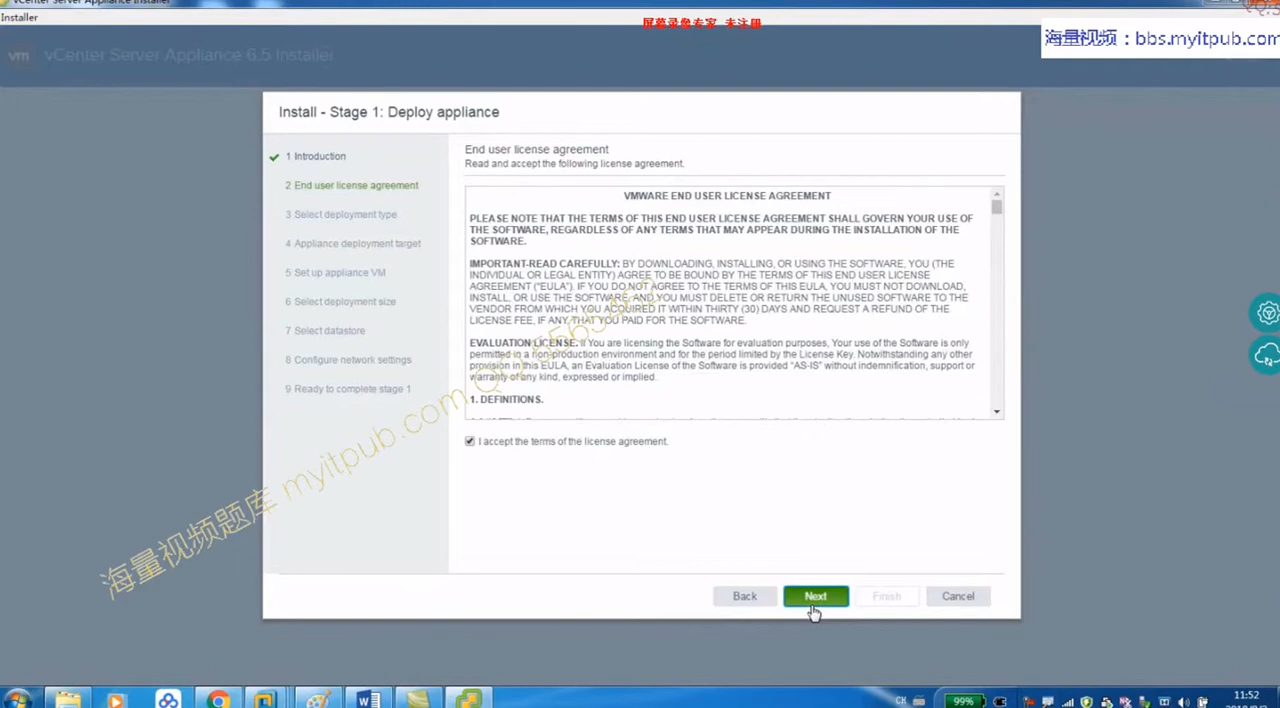 vCenter Server Appliance Installer
Installer
屏幕录像专家 未注册
海量视频：bbs.myitpub.com
vm vCenter Server Appliance 6.5 Installer
Install - Stage 1: Deploy appliance
1 Introduction
2 End user license agreement
3 Select deployment type
4 Appliance deployment target
5 Set up appliance VM
6 Select deployment size
7 Select datastore
8 Configure network settings
9 Ready to complete stage 1
End user license agreement
Read and accept the following license agreement.
VMWARE END USER LICENSE AGREEMENT
PLEASE NOTE THAT THE TERMS OF THIS END USER LICENSE AGREEMENT SHALL GOVERN YOUR USE OF
THE SOFTWARE, REGARDLESS OF ANY TERMS THAT MAY APPEAR DURING THE INSTALLATION OF THE
SOFTWARE.
IMPORTANT-READ CAREFULLY: BY DOWNLOADING, INSTALLING, OR USING THE SOFTWARE, YOU (THE
INDIVIDUAL OR LEGAL ENTITY) AGREE TO BE BOUND BY THE TERMS OF THIS END USER LICENSE
AGREEMENT ("EULA"). IF YOU DO NOT AGREE TO THE TERMS OF THIS EULA, YOU MUST NOT DOWNLOAD,
INSTALL, OR USE THE SOFTWARE, AND YOU MUST DELETE OR RETURN THE UNUSED SOFTWARE TO THE
VENDOR FROM WHICH YOU ACQUIRED IT WITHIN THIRTY (30) DAYS AND REQUEST A REFUND OF THE
LICENSE FEE, IF ANY, THAT YOU PAID FOR THE SOFTWARE.
EVALUATION LICENSE. If You are licensing the Software for evaluation purposes, Your use of the Software is only
permitted in a non-production environment and for the period limited by the License Key. Notwithstanding any other
provision in this EULA, an Evaluation License of the Software is provided "AS-IS" without indemnification, support or
warranty of any kind, expressed or implied.
1. DEFINITIONS.
I accept the terms of the license agreement.
海量视频题库 myitpub.com
Back Next Finish Cancel
CH 99% 11:52